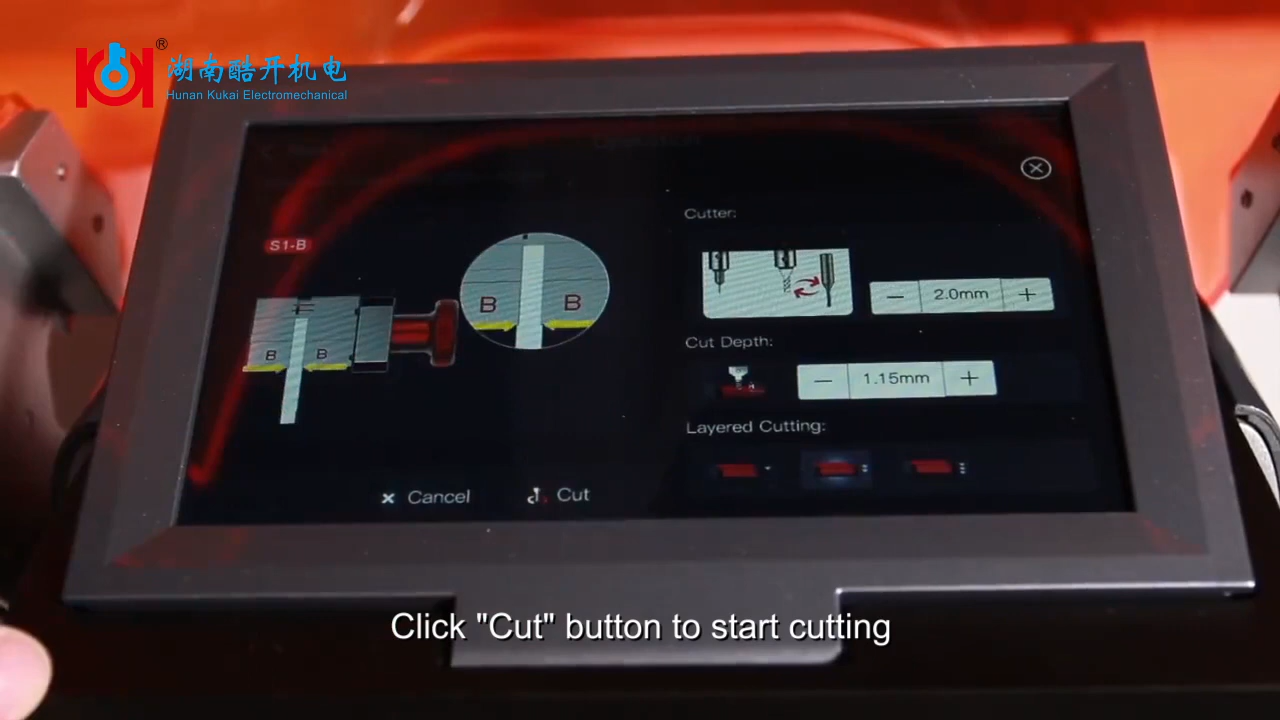 湖南酷开机电®
Hunan Kukai Electromechanical
S1-B
B B
B B
Cutter:
2.0mm
Cut Depth:
1.15mm
Layered Cutting:
Cancel
Cut
Click "Cut" button to start cutting